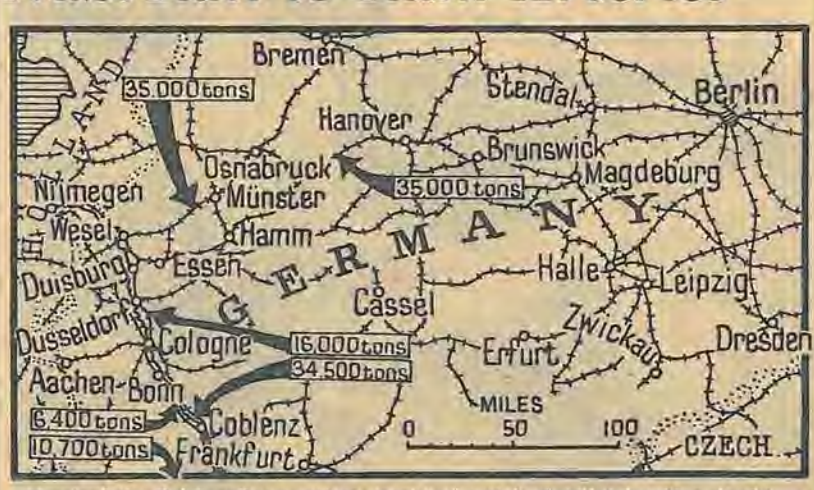 Bremen
35.000 tons
HOLLAND
Stendal
Berlin
Hanover
Brunswick
Osnabruck
Magdeburg
Nijmegen
Münster
35,000 tons
Wesel
Hamm
GERMANY
Duisburg
Essen
Halle
Leipzig
Cassel
Dusseldorf
Cologne
16,000 tons
Erfurt
Zwickau
Dresden
34,500 tons
Aachen
Bonn
6,400 tons
Coblenz
MILES
10,700 tons
Frankfurt
0 50 100
CZECH.